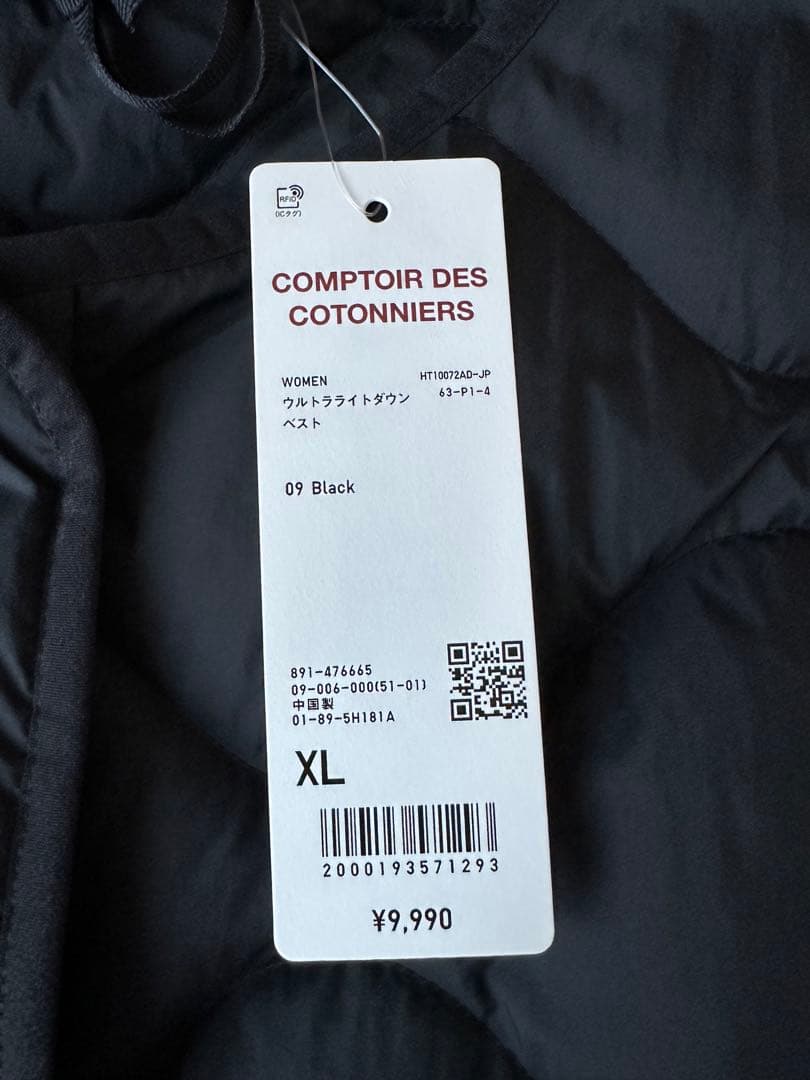 RFID
(ICタグ)
COMPTOIR DES
COTONNIERS
WOMEN
HT10072AD-JP
ウルトラライトダウン
63-P1-4
ベスト
09 Black
891-476665
09-006-000(51-01)
中国製
01-89-5H181A
XL
2000193571293
¥9,990